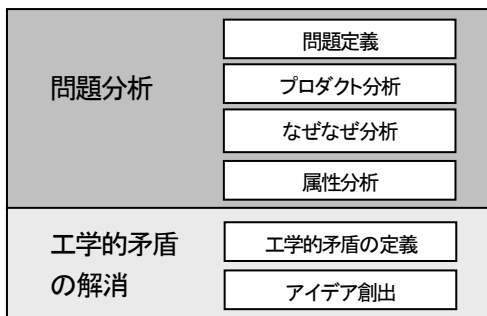 問題分析
問題定義
プロダクト分析
なぜなぜ分析
属性分析
工学的矛盾
の解消
工学的矛盾の定義
アイデア創出